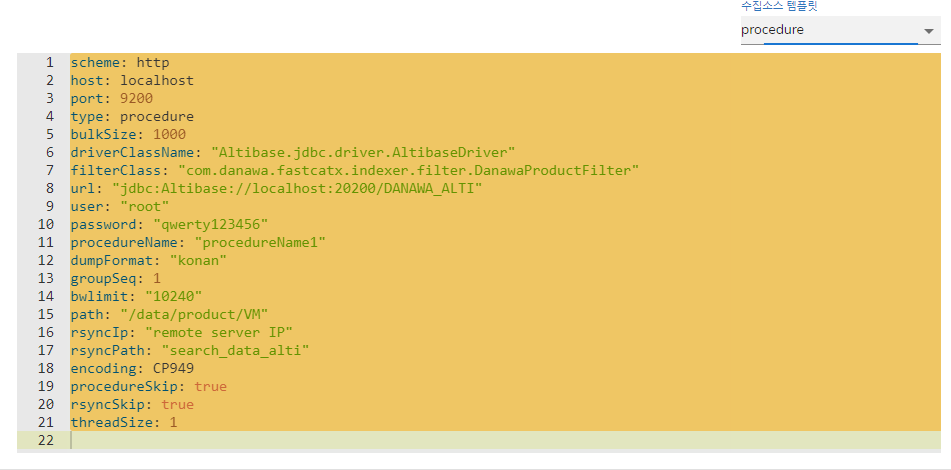 수집소스 템플릿
procedure
1 scheme: http
2 host: localhost
3 port: 9200
4 type: procedure
5 bulkSize: 1000
6 driverClassName: "Altibase.jdbc.driver.AltibaseDriver"
7 filterClass: "com.danawa.fastcatx.indexer.filter.DanawaProductFilter"
8 url: "jdbc:Altibase://localhost:20200/DANAWA_ALTI"
9 user: "root"
10 password: "qwerty123456"
11 procedureName: "procedureName1"
12 dumpFormat: "konan"
13 groupSeq: 1
14 bwlimit: "10240"
15 path: "/data/product/VM"
16 rsyncIp: "remote server IP"
17 rsyncPath: "search_data_alti"
18 encoding: CP949
19 procedureSkip: true
20 rsyncSkip: true
21 threadSize: 1
22